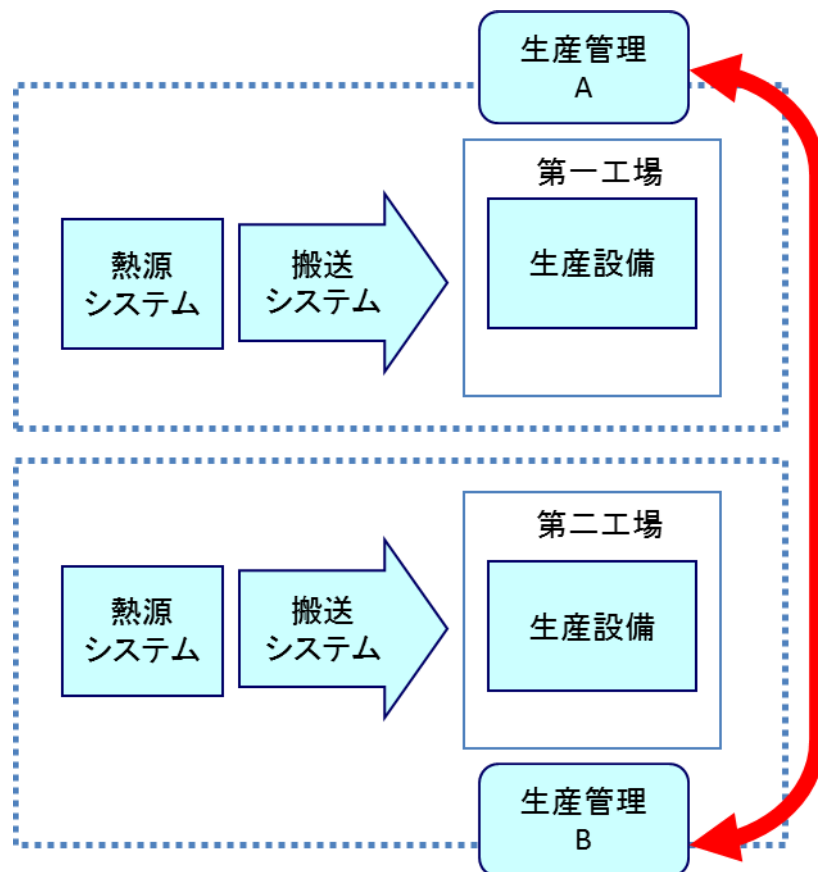 生産管理
A
第一工場
熱源
システム
搬送
システム
生産設備
第二工場
熱源
システム
搬送
システム
生産設備
生産管理
B